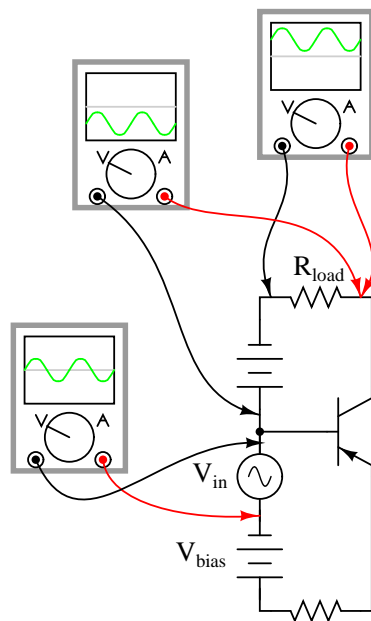 V A
V A
R_load
V A
V_in
V_bias